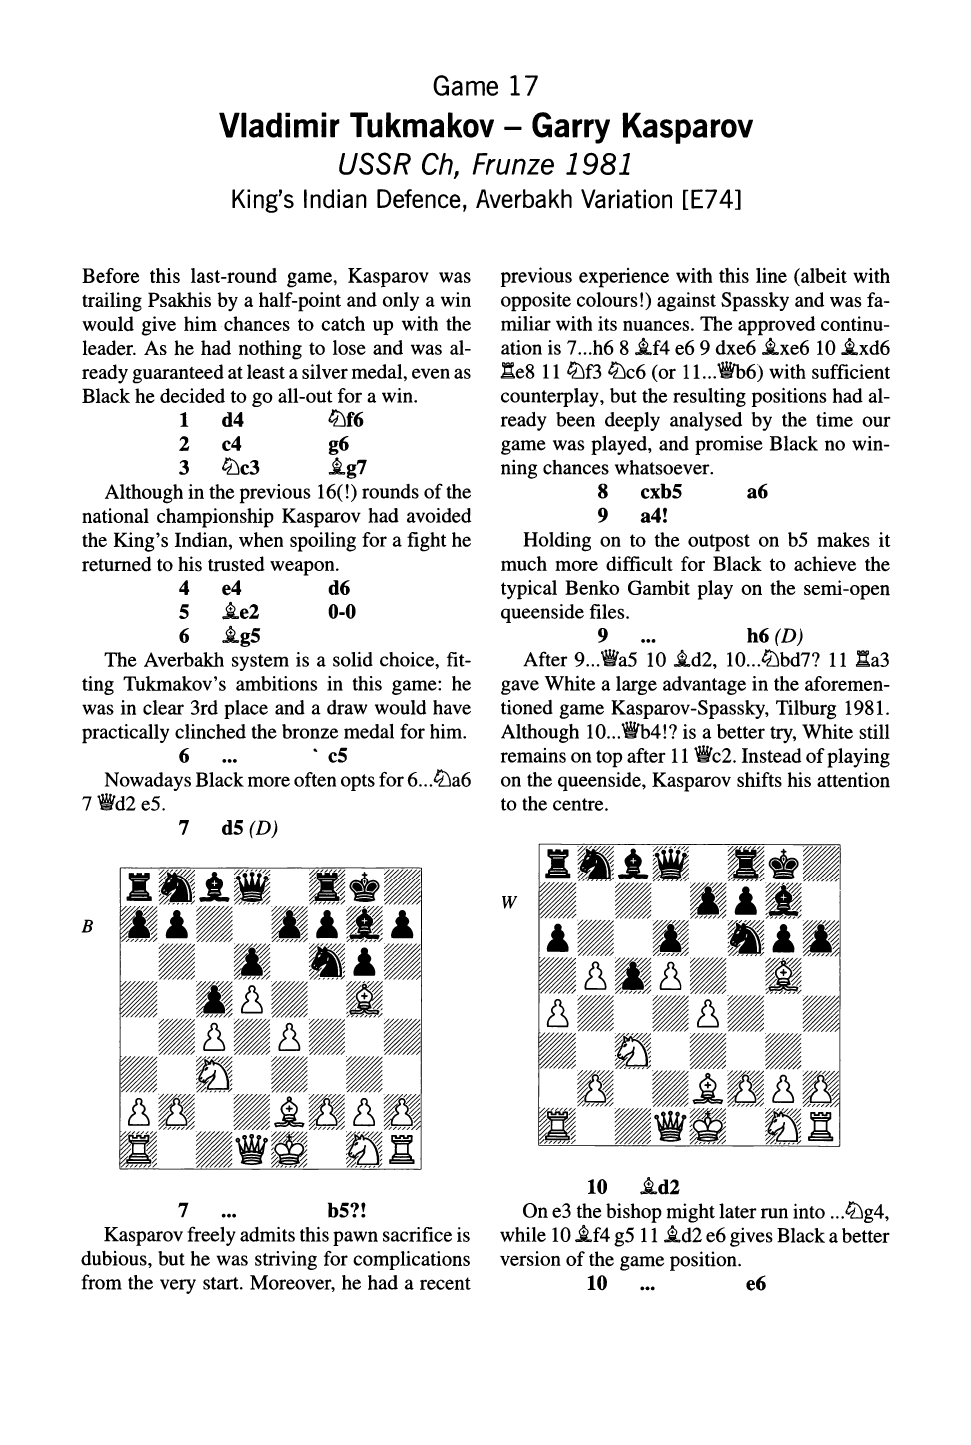 Game 17
Vladimir Tukmakov – Garry Kasparov
USSR Ch, Frunze 1981
King's Indian Defence, Averbakh Variation [E74]
Before this last-round game, Kasparov was
trailing Psakhis by a half-point and only a win
would give him chances to catch up with the
leader. As he had nothing to lose and was al-
ready guaranteed at least a silver medal, even as
Black he decided to go all-out for a win.
1 d4 ♘f6
2 c4 g6
3 ♘c3 ♗g7
Although in the previous 16(!) rounds of the
national championship Kasparov had avoided
the King's Indian, when spoiling for a fight he
returned to his trusted weapon.
4 e4 d6
5 ♗e2 0-0
6 ♗g5
The Averbakh system is a solid choice, fit-
ting Tukmakov's ambitions in this game: he
was in clear 3rd place and a draw would have
practically clinched the bronze medal for him.
6 ... c5
Nowadays Black more often opts for 6...♘a6
7 ♕d2 e5.
7 d5 (D)
B
7 ... b5?!
Kasparov freely admits this pawn sacrifice is
dubious, but he was striving for complications
from the very start. Moreover, he had a recent
previous experience with this line (albeit with
opposite colours!) against Spassky and was fa-
miliar with its nuances. The approved continu-
ation is 7...h6 8 ♗f4 e6 9 dxe6 ♗xe6 10 ♗xd6
♖e8 11 ♘f3 ♘c6 (or 11...♕b6) with sufficient
counterplay, but the resulting positions had al-
ready been deeply analysed by the time our
game was played, and promise Black no win-
ning chances whatsoever.
8 cxb5 a6
9 a4!
Holding on to the outpost on b5 makes it
much more difficult for Black to achieve the
typical Benko Gambit play on the semi-open
queenside files.
9 ... h6 (D)
After 9...♕a5 10 ♗d2, 10...♘bd7? 11 ♖a3
gave White a large advantage in the aforemen-
tioned game Kasparov-Spassky, Tilburg 1981.
Although 10...♕b4!? is a better try, White still
remains on top after 11 ♕c2. Instead of playing
on the queenside, Kasparov shifts his attention
to the centre.
W
10 ♗d2
On e3 the bishop might later run into ...♘g4,
while 10 ♗f4 g5 11 ♗d2 e6 gives Black a better
version of the game position.
10 ... e6